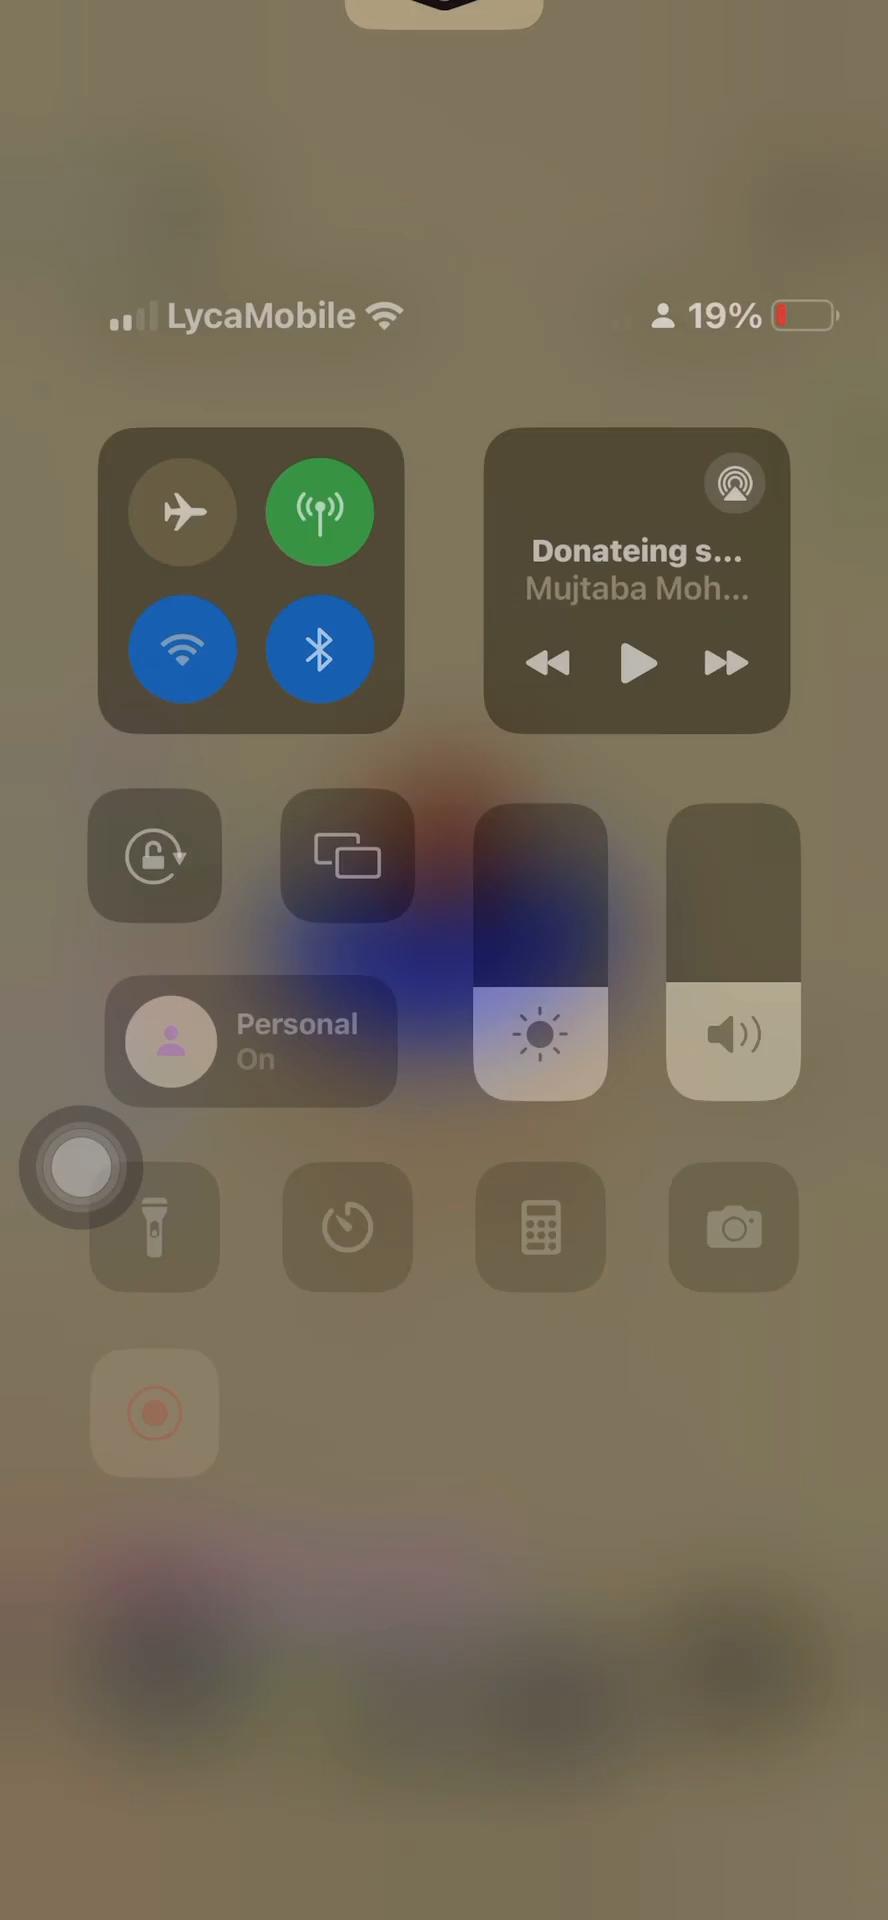 LycaMobile
19%
Donateing s...
Mujtaba Moh...
Personal
On